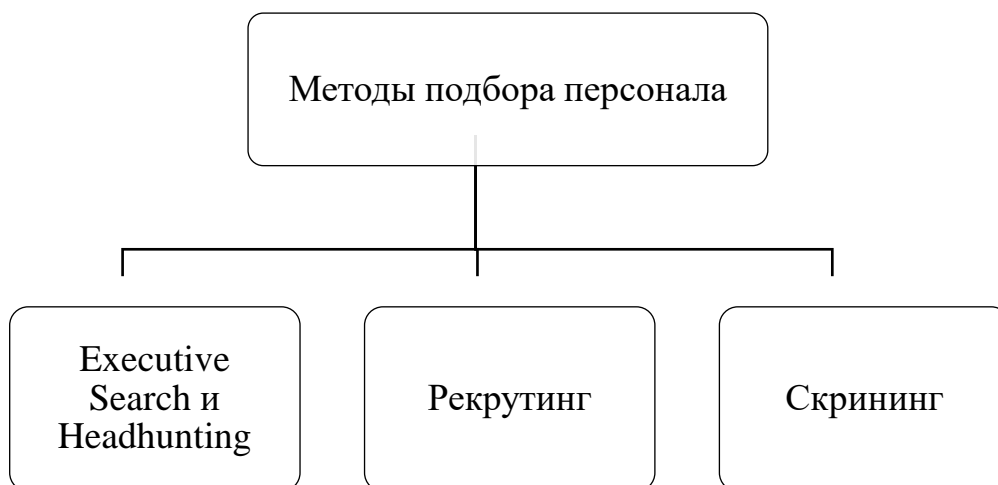 Методы подбора персонала
Executive
Search и
Headhunting
Рекрутинг
Скрининг